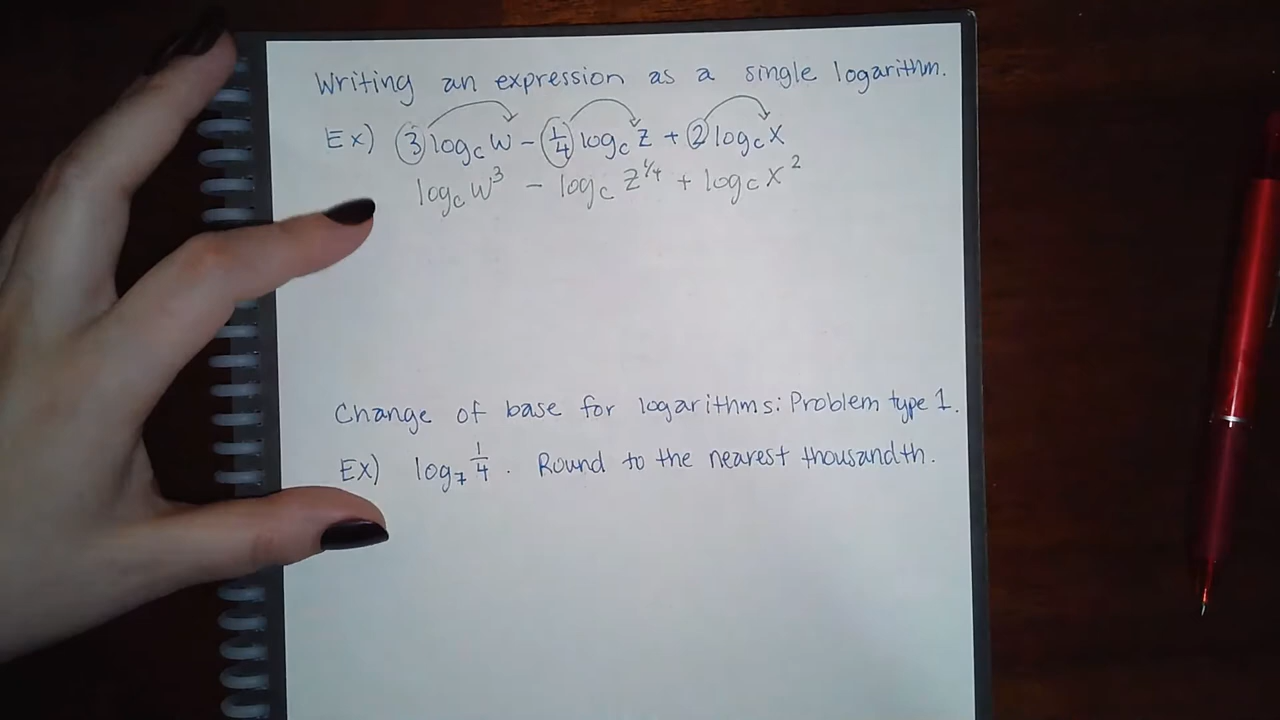 Writing an expression as a single logarithm.
Ex) 3 log_c W - 1/4 log_c Z + 2 log_c X
log_c W^3 - log_c Z^1/4 + log_c X^2
Change of base for logarithms: Problem type 1.
EX) log_7 1/4 . Round to the nearest thousandth.